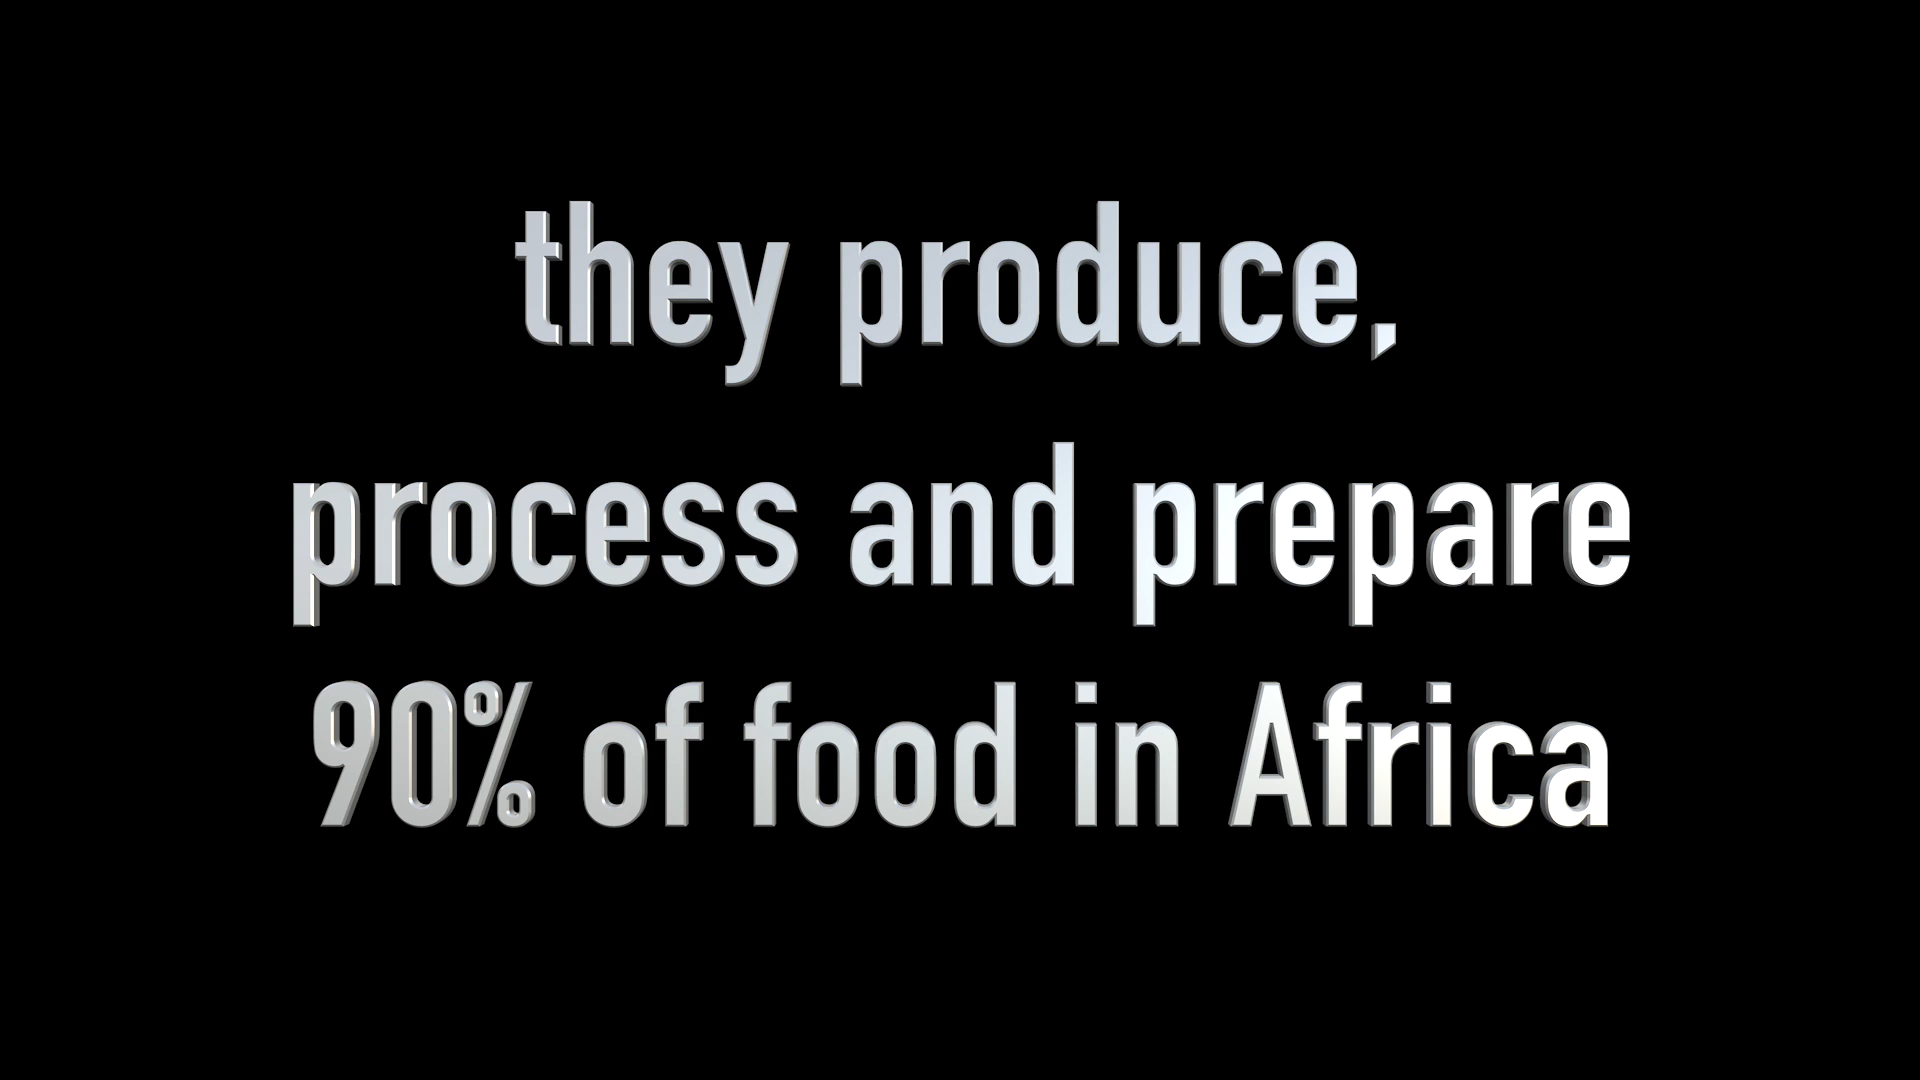 they produce,
process and prepare
90% of food in Africa